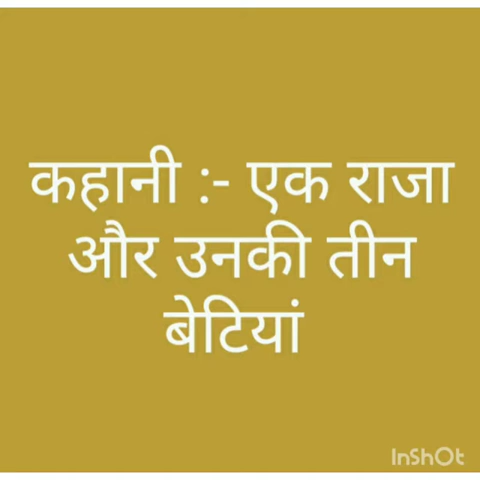 कहानी :- एक राजा
और उनकी तीन
बेटियां
InShOt